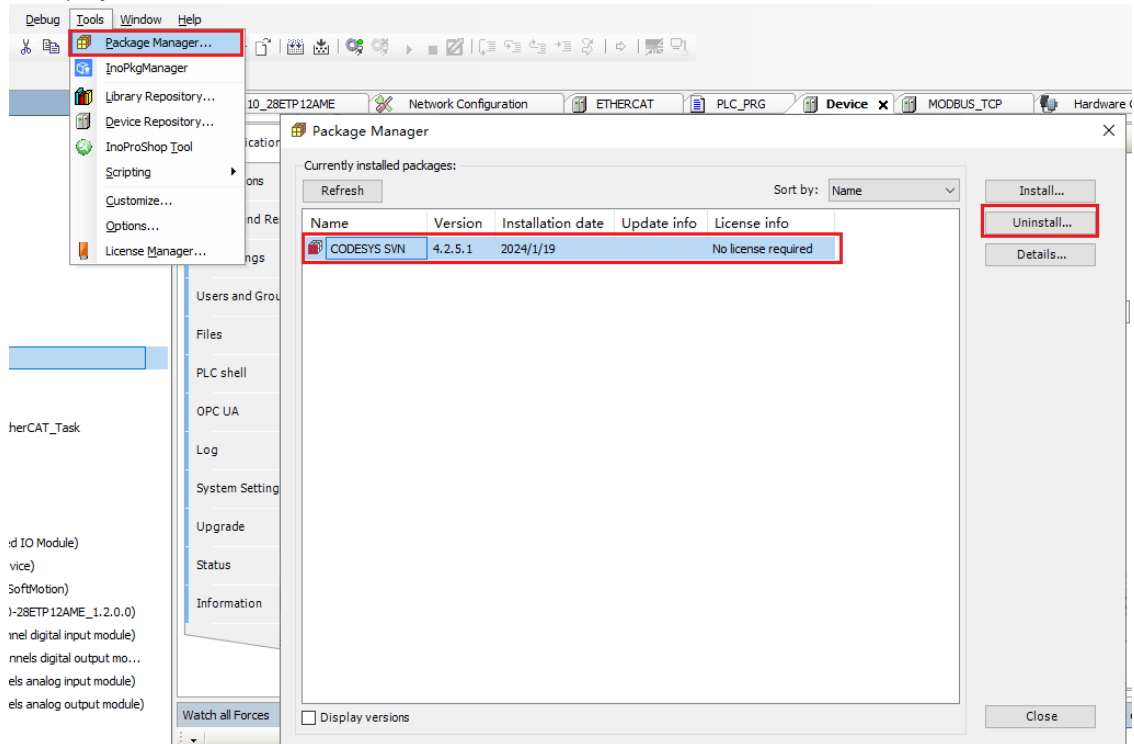 Debug Tools Window Help
Package Manager...
InoPkgManager
Library Repository...
Device Repository...
InoProShop Tool
Scripting
Customize...
Options...
License Manager...
10_28ETP12AME
Network Configuration
ETHERCAT
PLC_PRG
Device
MODBUS_TCP
Hardware
Users and Grou
Files
PLC shell
OPC UA
Log
System Setting
Upgrade
Status
Information
herCAT_Task
ed IO Module)
vice)
SoftMotion)
0-28ETP12AME_1.2.0.0)
nnel digital input module)
nnels digital output mo...
els analog input module)
els analog output module)
Watch all Forces
Package Manager
Currently installed packages:
Refresh
Sort by: Name
Name Version Installation date Update info License info
CODESYS SVN 4.2.5.1 2024/1/19 No license required
Install...
Uninstall...
Details...
Display versions
Close